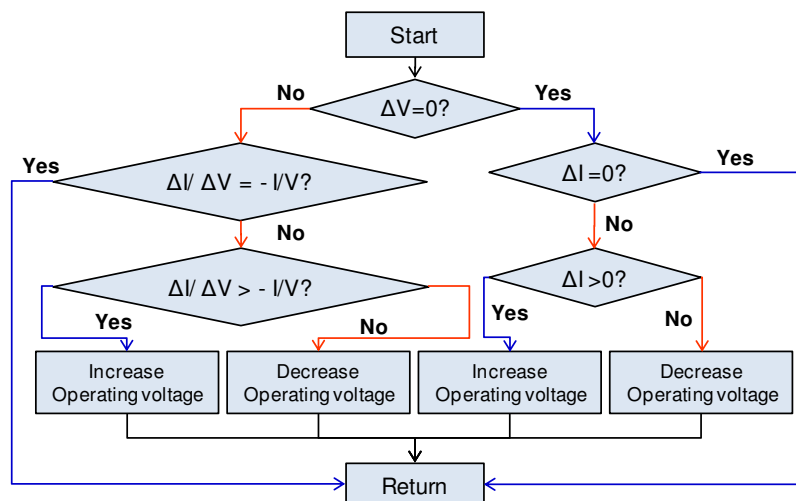 Start
No
ΔV=0?
Yes
Yes
ΔI/ ΔV = - I/V?
ΔI=0?
Yes
No
No
ΔI/ ΔV > - I/V?
ΔI >0?
Yes
No
Yes
No
Increase
Operating voltage
Decrease
Operating voltage
Increase
Operating voltage
Decrease
Operating voltage
Return